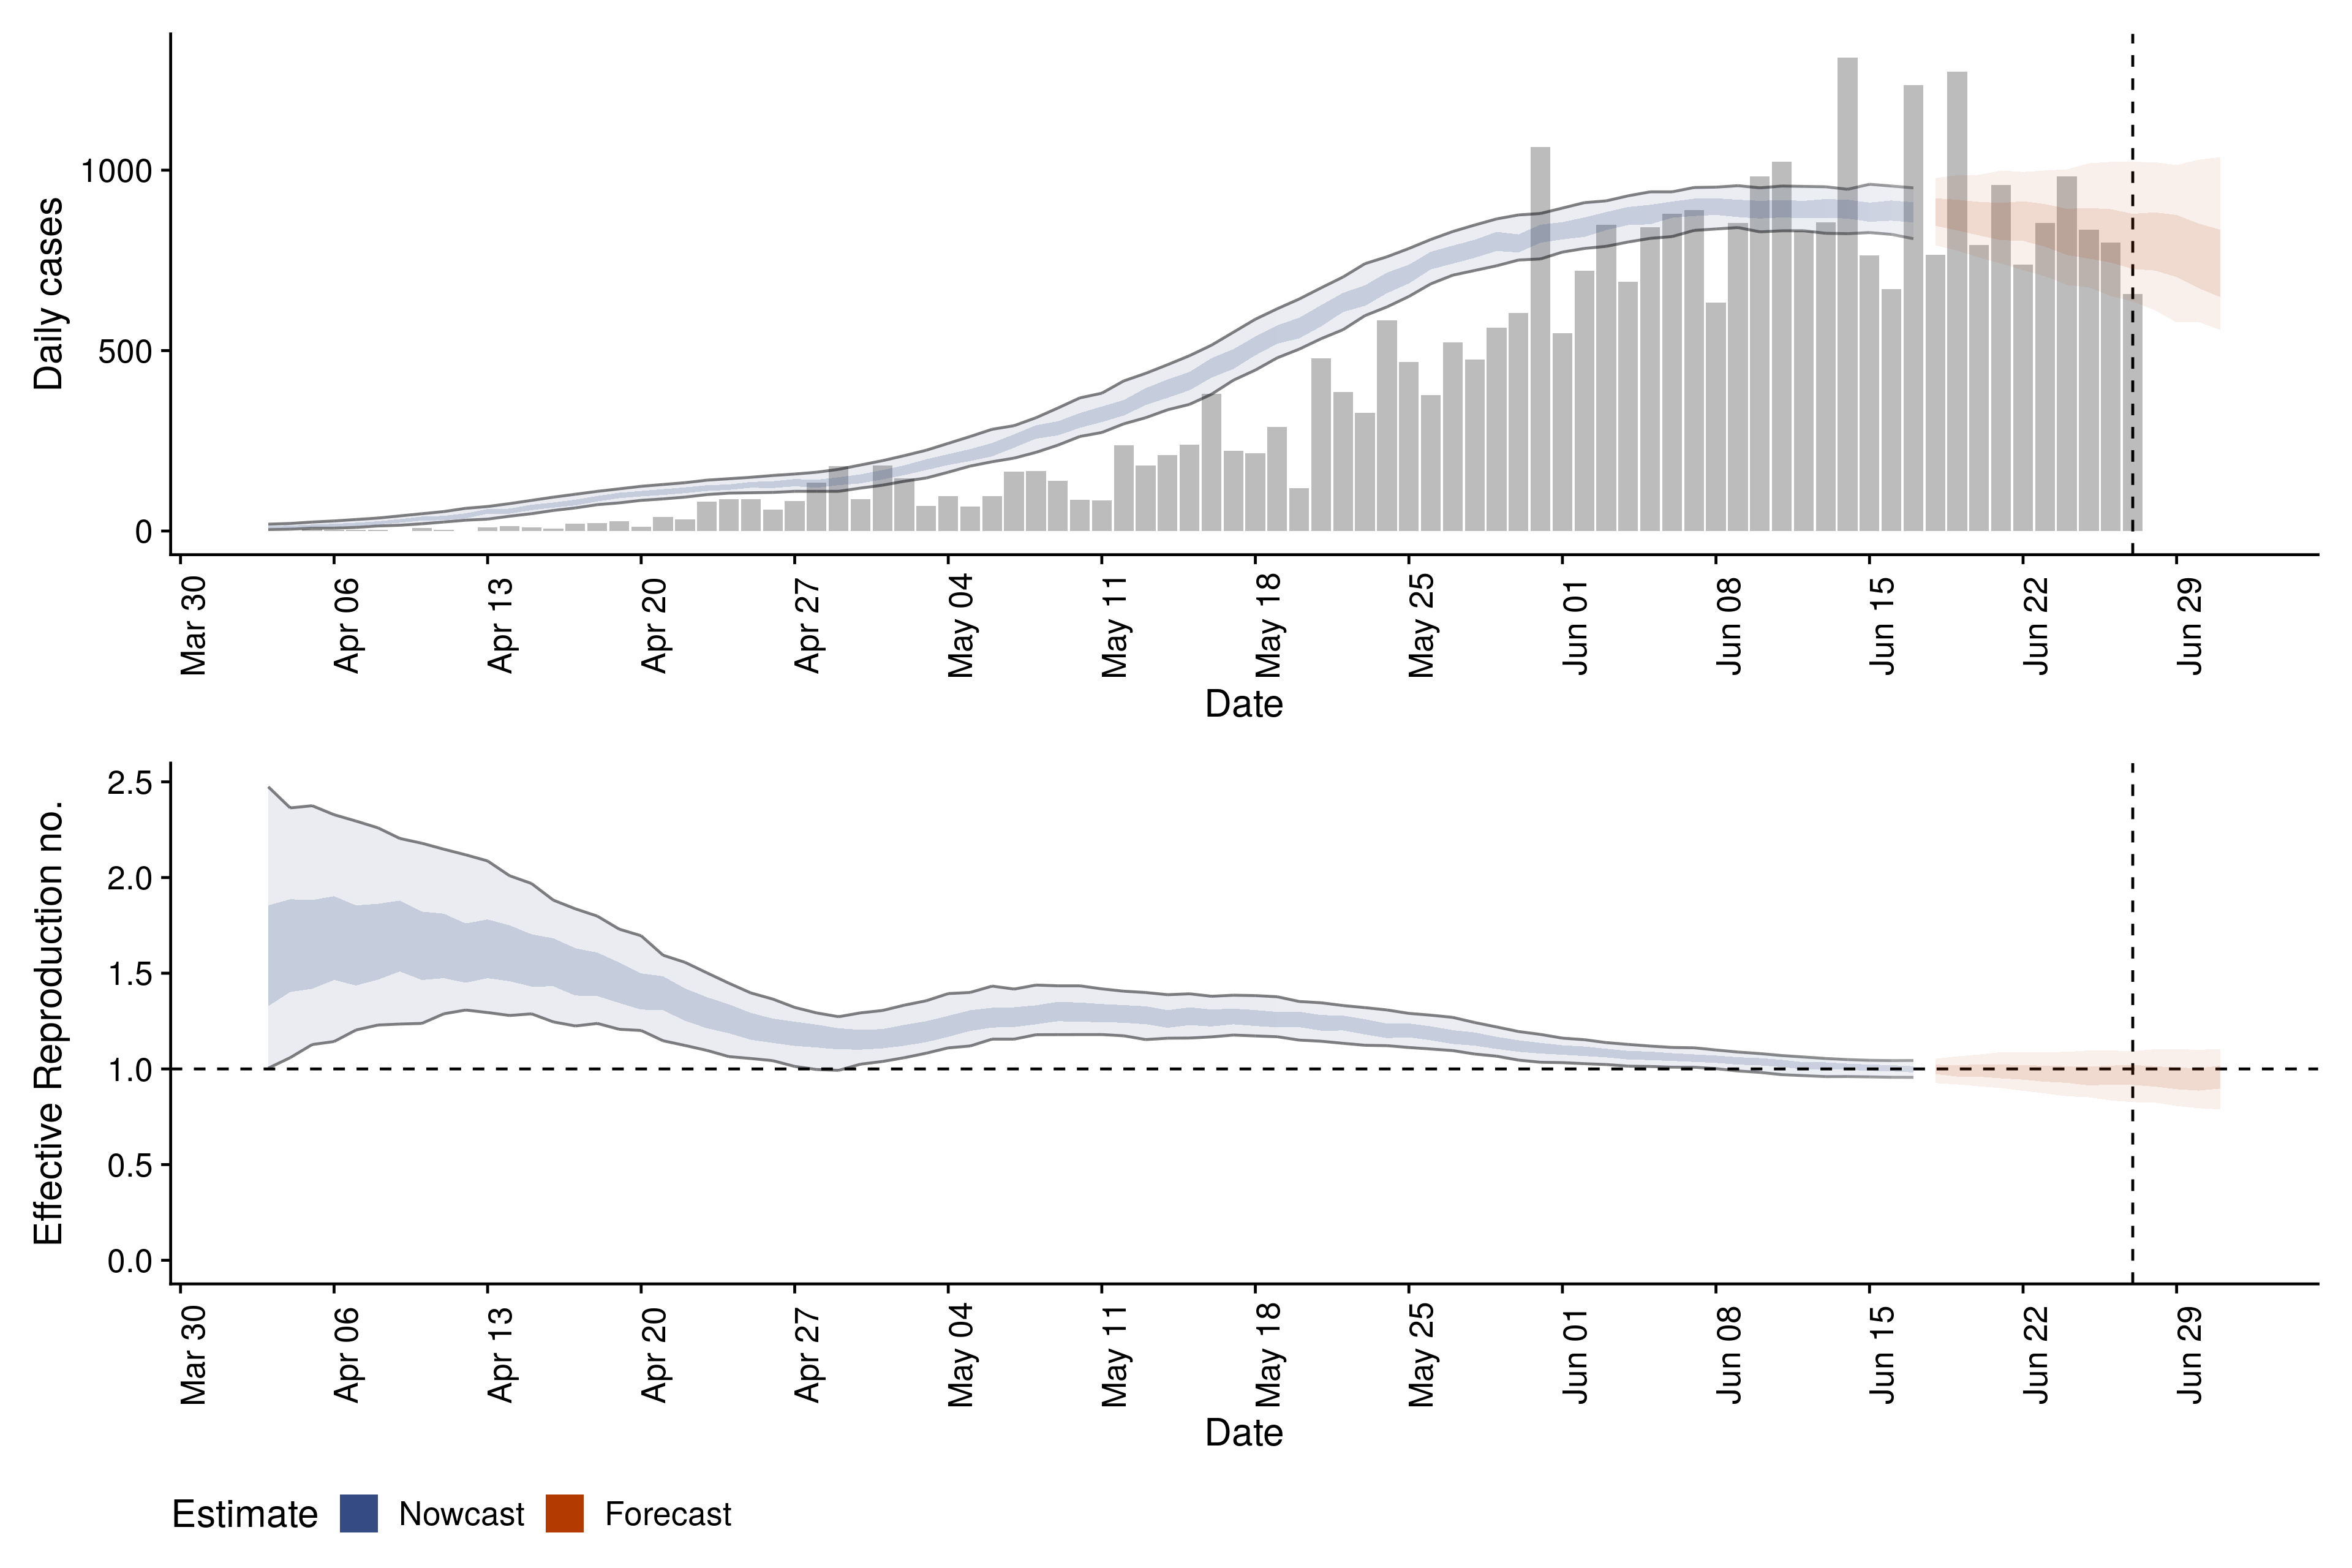 Daily cases
1000
500
0
Mar 30 Apr 06 Apr 13 Apr 20 Apr 27 May 04 May 11 May 18 May 25 Jun 01 Jun 08 Jun 15 Jun 22 Jun 29
Date
Effective Reproduction no.
2.5
2.0
1.5
1.0
0.5
0.0
Mar 30 Apr 06 Apr 13 Apr 20 Apr 27 May 04 May 11 May 18 May 25 Jun 01 Jun 08 Jun 15 Jun 22 Jun 29
Date
Estimate Nowcast Forecast